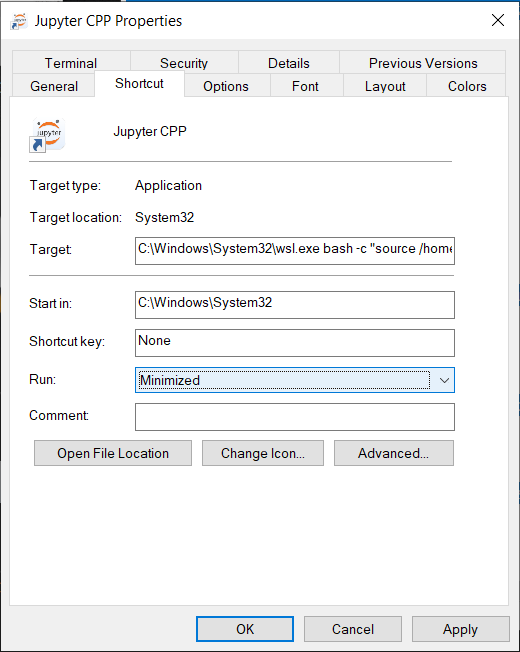 Jupyter CPP Properties
Terminal Security Details Previous Versions
General Shortcut Options Font Layout Colors
jupyter
Jupyter CPP
Target type: Application
Target location: System32
Target: C:\Windows\System32\wsl.exe bash -c "source /home
Start in: C:\Windows\System32
Shortcut key: None
Run: Minimized
Comment:
Open File Location Change Icon... Advanced...
OK Cancel Apply